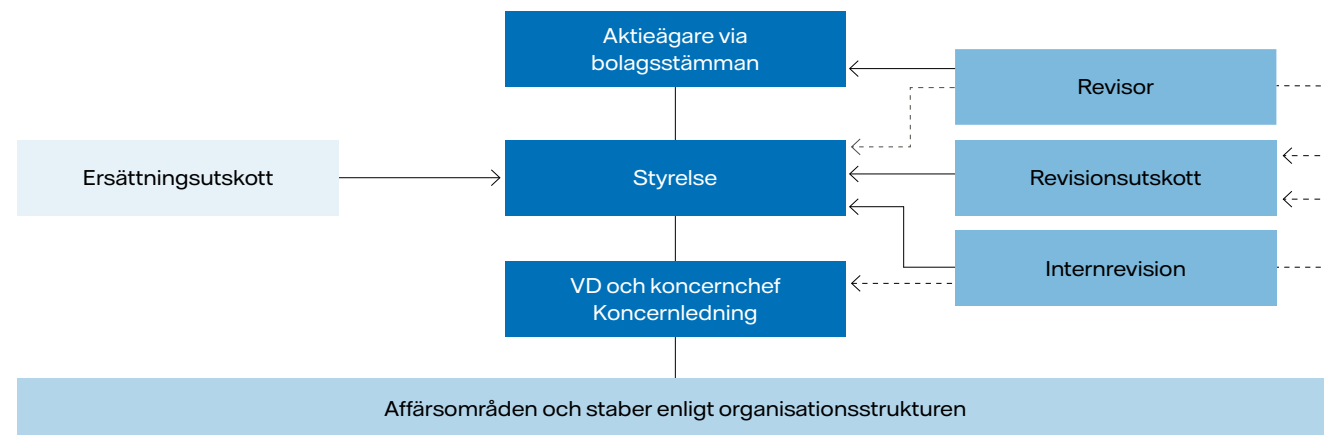 Aktieägare via
bolagsstämman
Revisor
Ersättningsutskott
Styrelse
Revisionsutskott
Internrevision
VD och koncernchef
Koncernledning
Affärsområden och staber enligt organisationsstrukturen